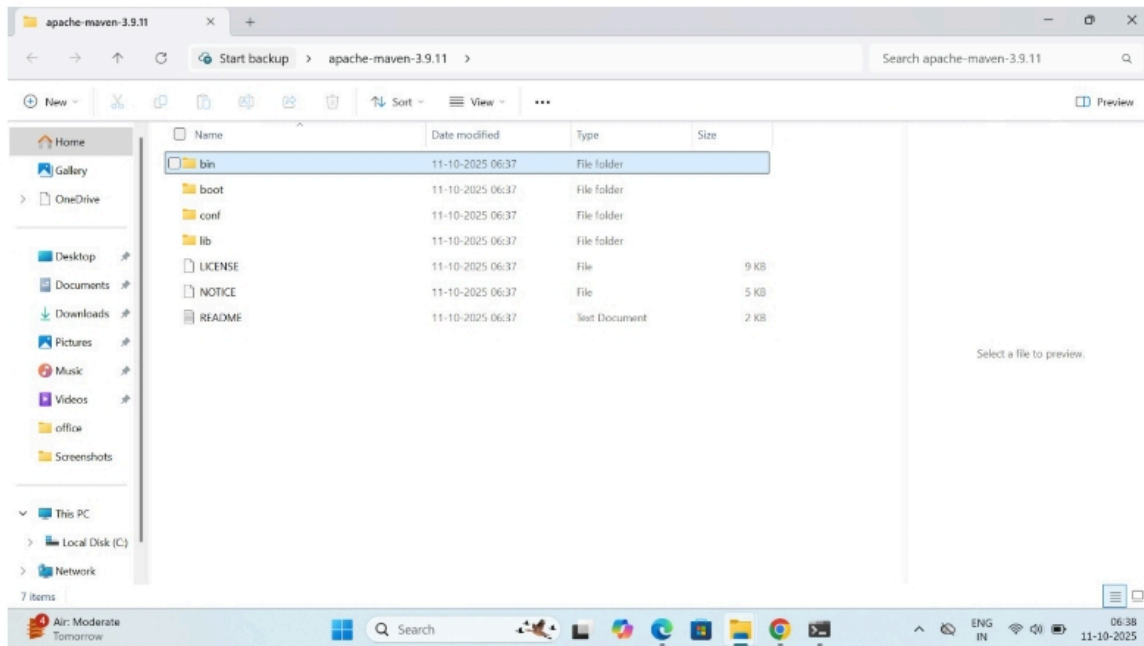 apache-maven-3.9.11
Start backup > apache-maven-3.9.11 >
Search apache-maven-3.9.11
New
Sort
View
Preview
Name Date modified Type Size
bin 11-10-2025 06:37 File folder
boot 11-10-2025 06:37 File folder
conf 11-10-2025 06:37 File folder
lib 11-10-2025 06:37 File folder
LICENSE 11-10-2025 06:37 File 9 KB
NOTICE 11-10-2025 06:37 File 5 KB
README 11-10-2025 06:37 Text Document 2 KB
Home
Gallery
OneDrive
Desktop
Documents
Downloads
Pictures
Music
Videos
office
Screenshots
This PC
Local Disk (C:)
Network
Select a file to preview.
7 items
4
Air: Moderate
Tomorrow
Search
ENG
IN
06:38
11-10-2025